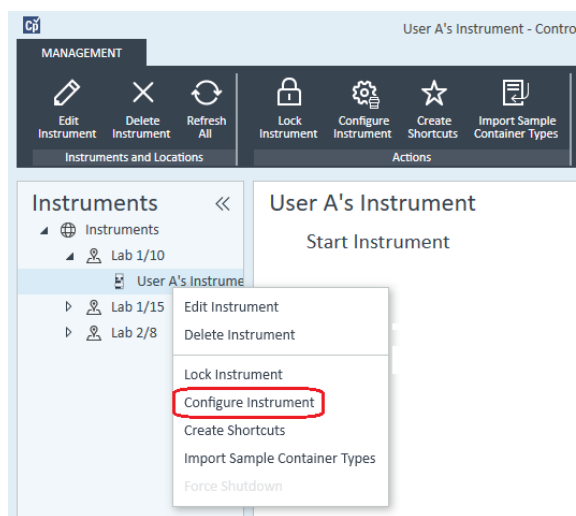 Cp
User A's Instrument - Contro
MANAGEMENT
Edit Instrument
Delete Instrument
Refresh All
Lock Instrument
Configure Instrument
Create Shortcuts
Import Sample Container Types
Instruments and Locations
Actions
Instruments
Instruments
Lab 1/10
User A's Instrume
Lab 1/15
Lab 2/8
User A's Instrument
Start Instrument
Edit Instrument
Delete Instrument
Lock Instrument
Configure Instrument
Create Shortcuts
Import Sample Container Types
Force Shutdown